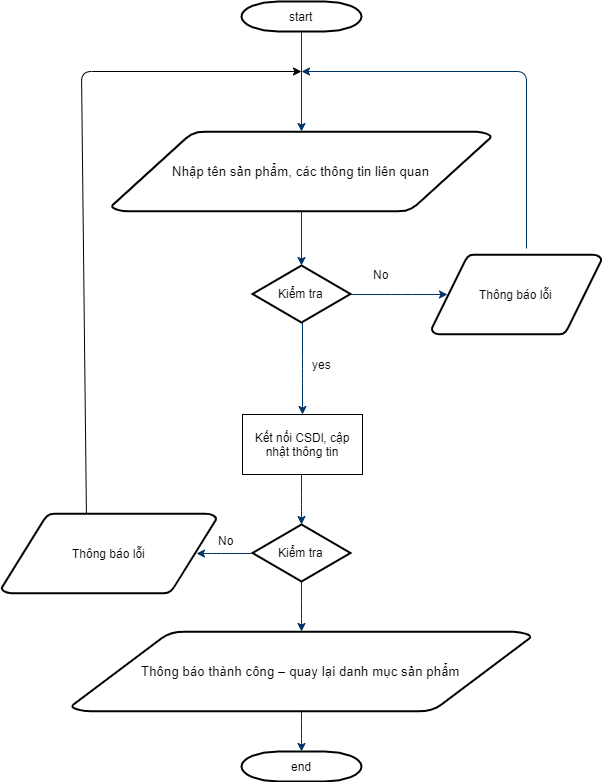 start
Nhập tên sản phẩm, các thông tin liên quan
Kiểm tra
No
Thông báo lỗi
yes
Kết nối CSDl, cập
nhật thông tin
Kiểm tra
No
Thông báo lỗi
Thông báo thành công – quay lại danh mục sản phẩm
end